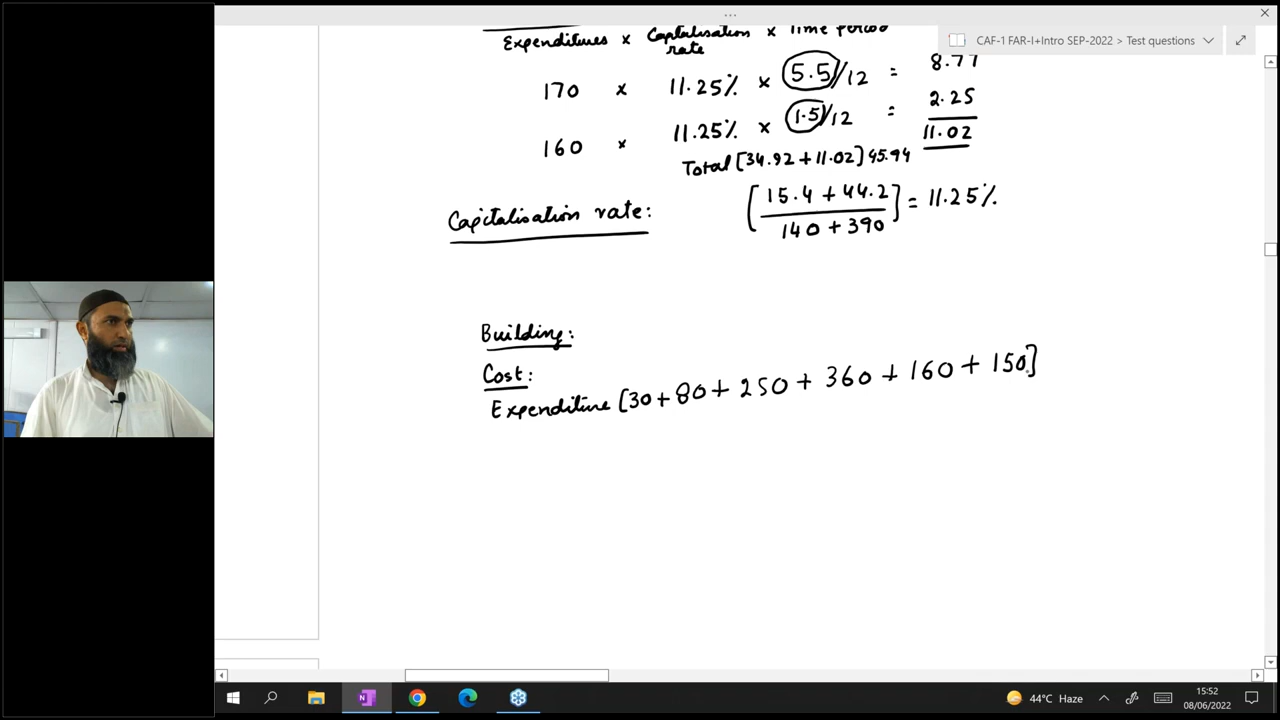 CAF-1 FAR-I+Intro SEP-2022 > Test questions
Expenditures x Capitalisation rate x Time period
170 x 11.25% x 5.5/12 = 8.77
160 x 11.25% x 1.5/12 = 2.25
11.02
Total [34.92 + 11.02] 45.94
Capitalisation rate: [15.4 + 44.2 / 140 + 390] = 11.25%
Building:
Cost:
Expenditure [30 + 80 + 250 + 360 + 160 + 150]
44°C Haze
15:52
08/06/2022